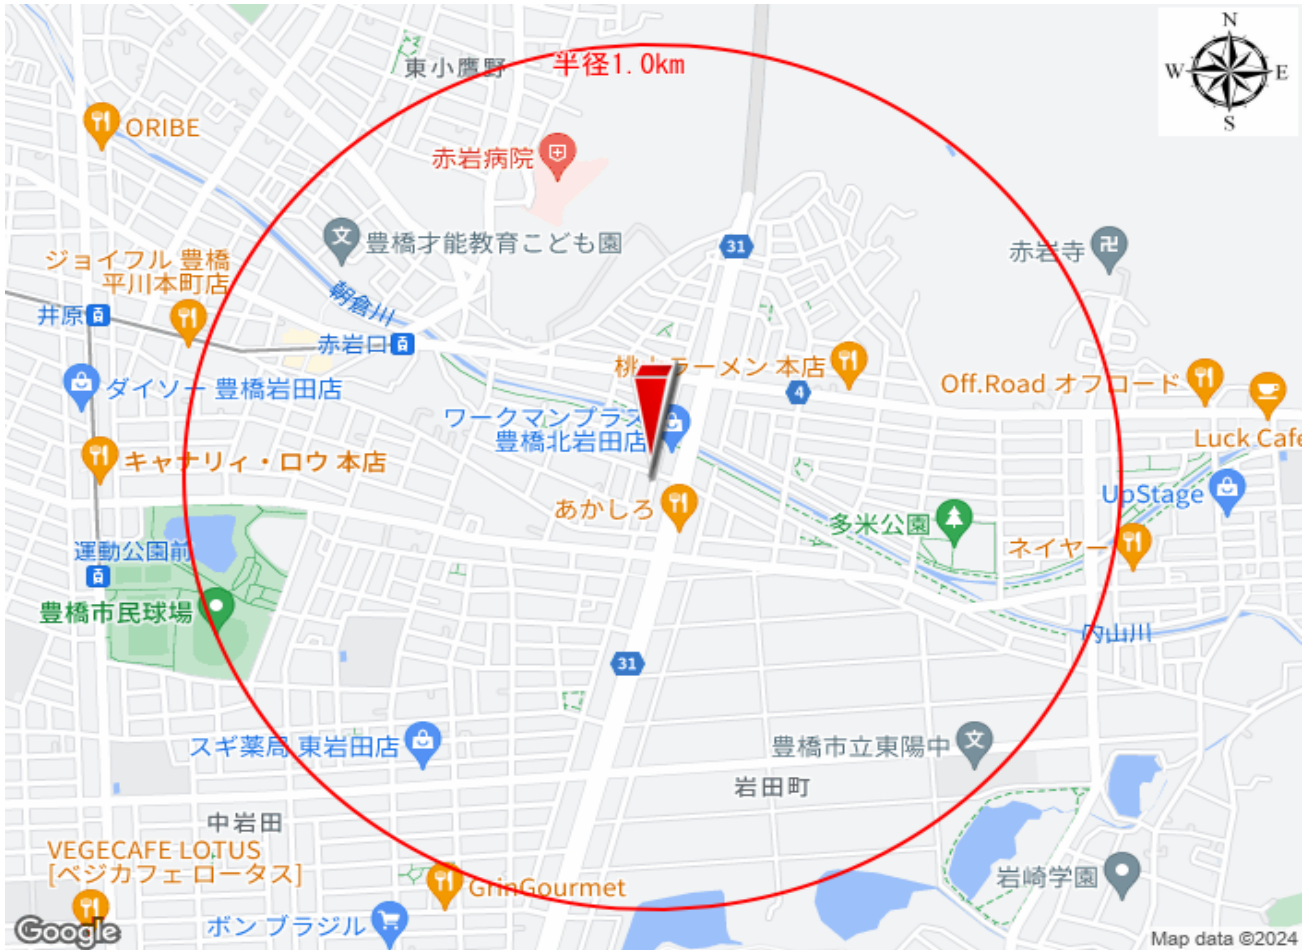 N
W E
S
東小鷹野
半径1.0km
ORIBE
赤岩病院
豊橋才能教育こども園
31
赤岩寺
ジョイフル 豊橋
平川本町店
朝倉川
井原
赤岩口
ラーメン 本店
ダイソー 豊橋岩田店
4
Off.Road オフロード
ワークマンプラス
豊橋北岩田店
Luck Cafe
キャナリィ・ロウ 本店
あかしろ
UpStage
多米公園
ネイヤー
運動公園前
豊橋市民球場
内山川
31
スギ薬局 東岩田店
豊橋市立東陽中
岩田町
中岩田
VEGECAFE LOTUS
[ベジカフェ ロータス]
GrinGourmet
岩崎学園
ボン ブラジル
Google
Map data ©2024